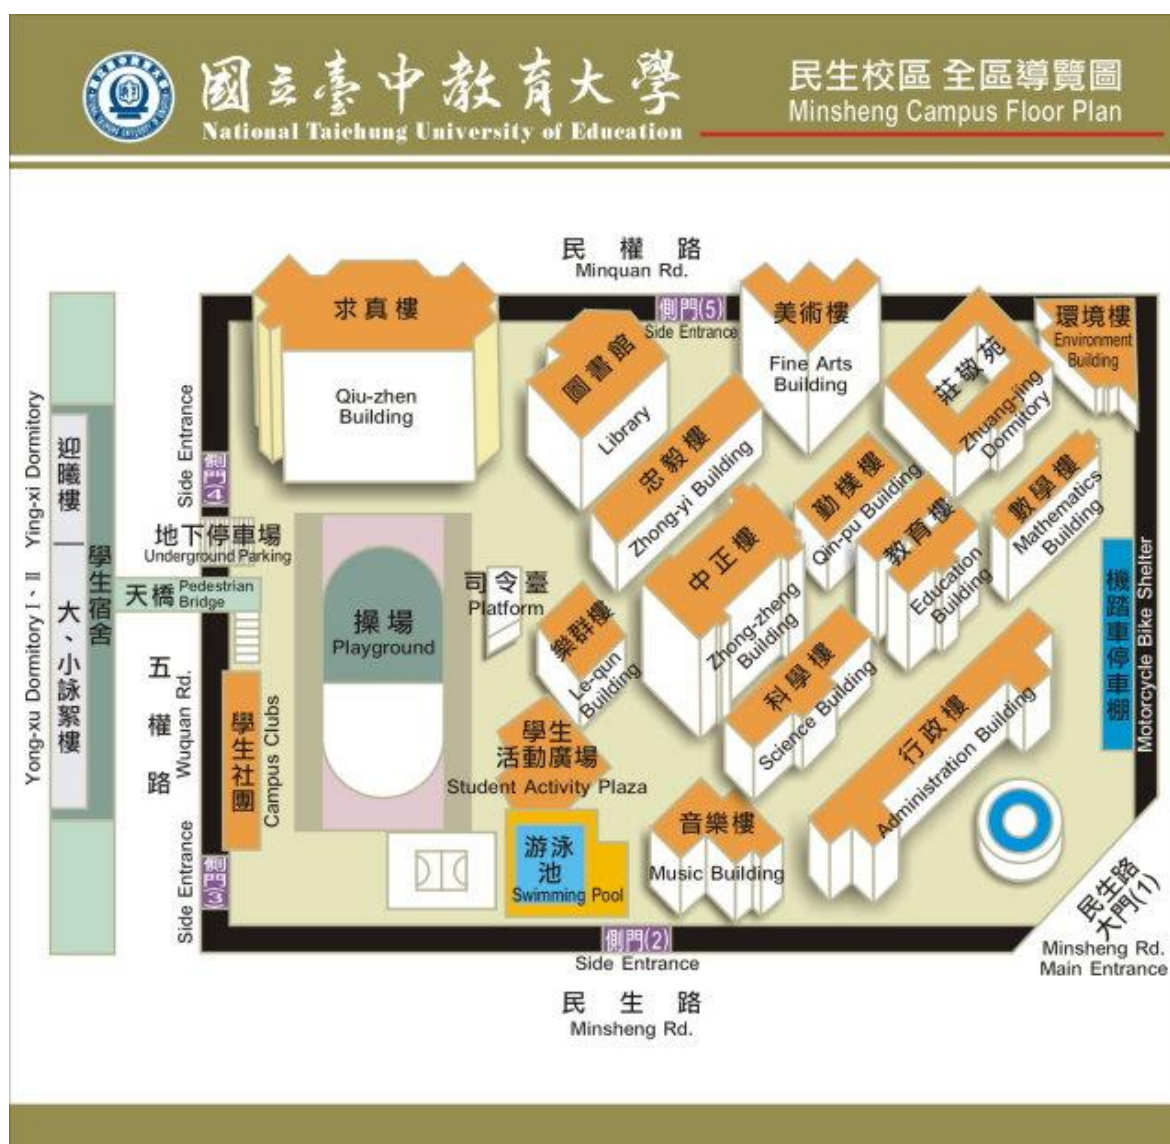 國立臺中教育大學
National Taichung University of Education
民生校區 全區導覽圖
Minsheng Campus Floor Plan
民權路
Minquan Rd.
側門(5)
Side Entrance
求真樓
Qiu-zhen
Building
圖書館
Library
美術樓
Fine Arts
Building
莊敬苑
Zhuang-jing
Dormitory
環境樓
Environment
Building
忠毅樓
Zhong-yi Building
勤樸樓
Qin-pu Building
教育樓
Education
Building
數學樓
Mathematics
Building
中正樓
Zhong-zheng
Building
側門(4)
Side Entrance
迎曦樓
Ying-xi Dormitory
大、小詠絮樓
Yong-xu Dormitory I、II
學生宿舍
地下停車場
Underground Parking
天橋
Pedestrian
Bridge
五權路
Wuquan Rd.
操場
Playground
司令臺
Platform
樂群樓
Le-qun
Building
科學樓
Science Building
行政樓
Administration Building
機踏車停車棚
Motorcycle Bike Shelter
學生社團
Campus Clubs
學生
活動廣場
Student Activity Plaza
游泳
池
Swimming Pool
音樂樓
Music Building
側門(3)
Side Entrance
側門(2)
Side Entrance
民生路
大門(1)
Minsheng Rd.
Main Entrance
民生路
Minsheng Rd.